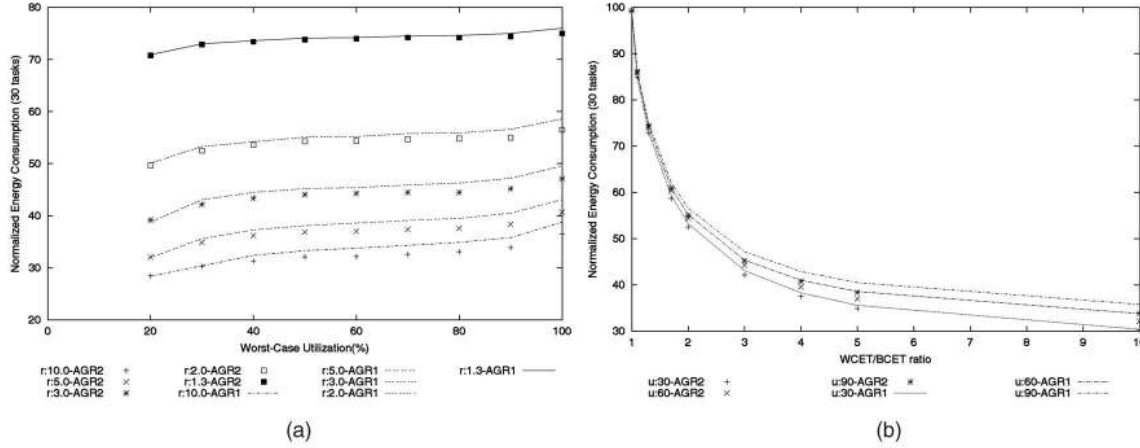 80
70
60
50
40
30
20
0
20
40
60
80
100
Normalized Energy Consumption (30 tasks)
Worst-Case Utilization(%)
r:10.0-AGR2
r:5.0-AGR2
r:3.0-AGR2
r:2.0-AGR2
r:1.3-AGR2
r:10.0-AGR1
r:5.0-AGR1
r:3.0-AGR1
r:2.0-AGR1
r:1.3-AGR1
(a)
100
90
80
70
60
50
40
30
1
2
3
4
5
6
7
8
9
10
Normalized Energy Consumption (30 tasks)
WCET/BCET ratio
u:30-AGR2
u:60-AGR2
u:90-AGR2
u:30-AGR1
u:60-AGR1
u:90-AGR1
(b)